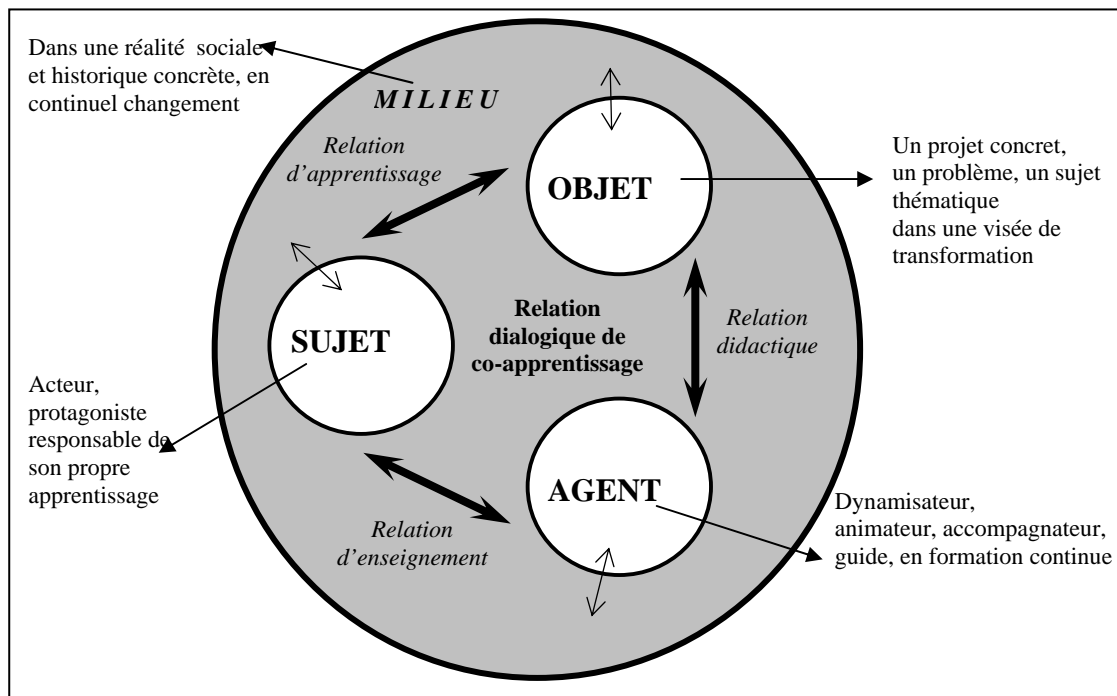 Dans une réalité sociale
et historique concrète, en
continuel changement
MILIEU
Relation
d'apprentissage
OBJET
Un projet concret,
un problème, un sujet
thématique
dans une visée de
transformation
SUJET
Relation
dialogique de
co-apprentissage
Relation
didactique
Acteur,
protagoniste
responsable de
son propre
apprentissage
AGENT
Relation
d'enseignement
Dynamisateur,
animateur, accompagnateur,
guide, en formation continue